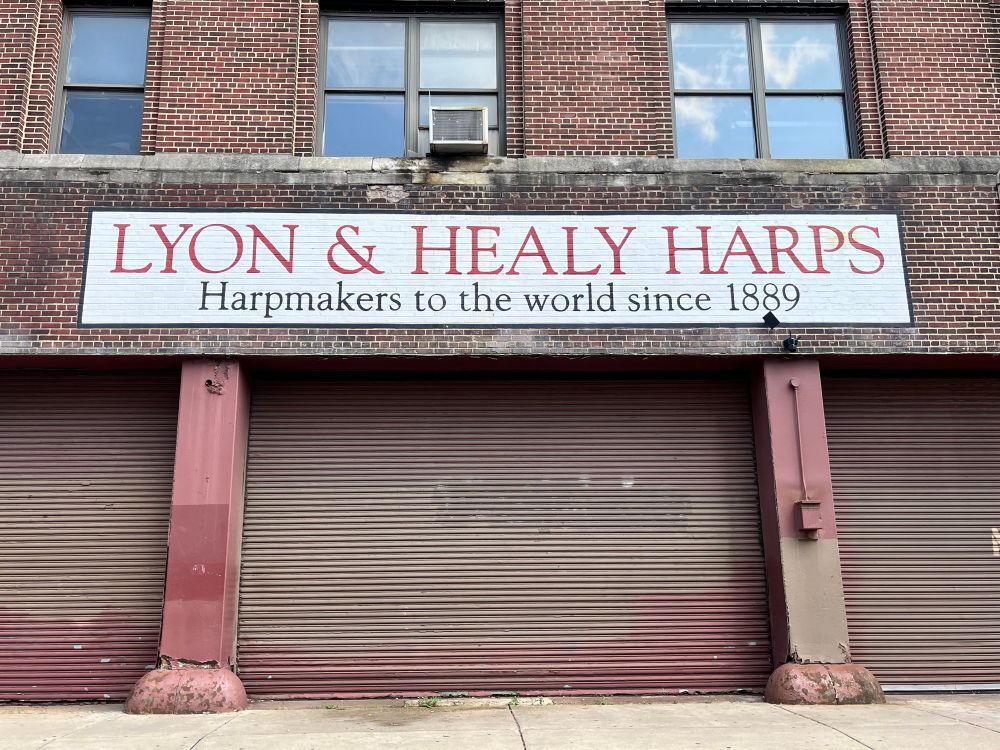 LYON & HEALY HARPS
Harpmakers to the world since 1889